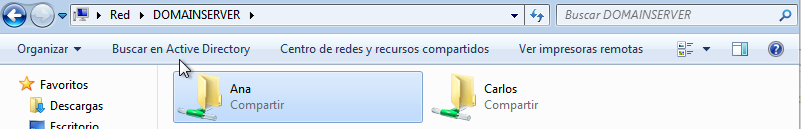 Red ▸ DOMAINSERVER ▸ Buscar DOMAINSERVER
Organizar Buscar en Active Directory Centro de redes y recursos compartidos Ver impresoras remotas
Favoritos
Descargas
Escritorio
Ana
Compartir
Carlos
Compartir